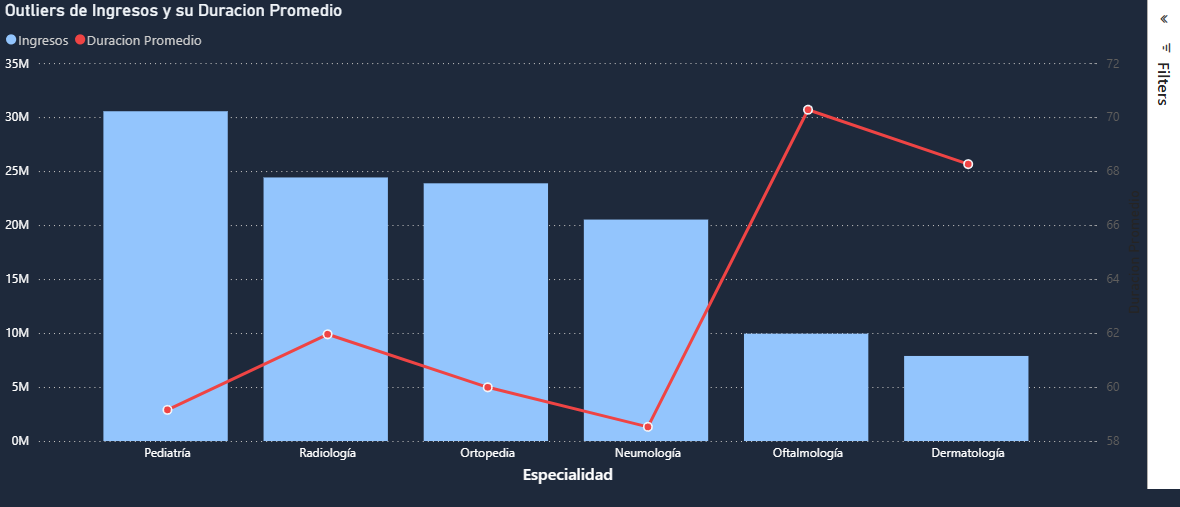 Outliers de Ingresos y su Duracion Promedio
Ingresos Duracion Promedio
35M 72
30M 70
25M 68
20M 66
15M 64
10M 62
5M 60
0M 58
Pediatría Radiología Ortopedia Neumología Oftalmología Dermatología
Especialidad
Filters